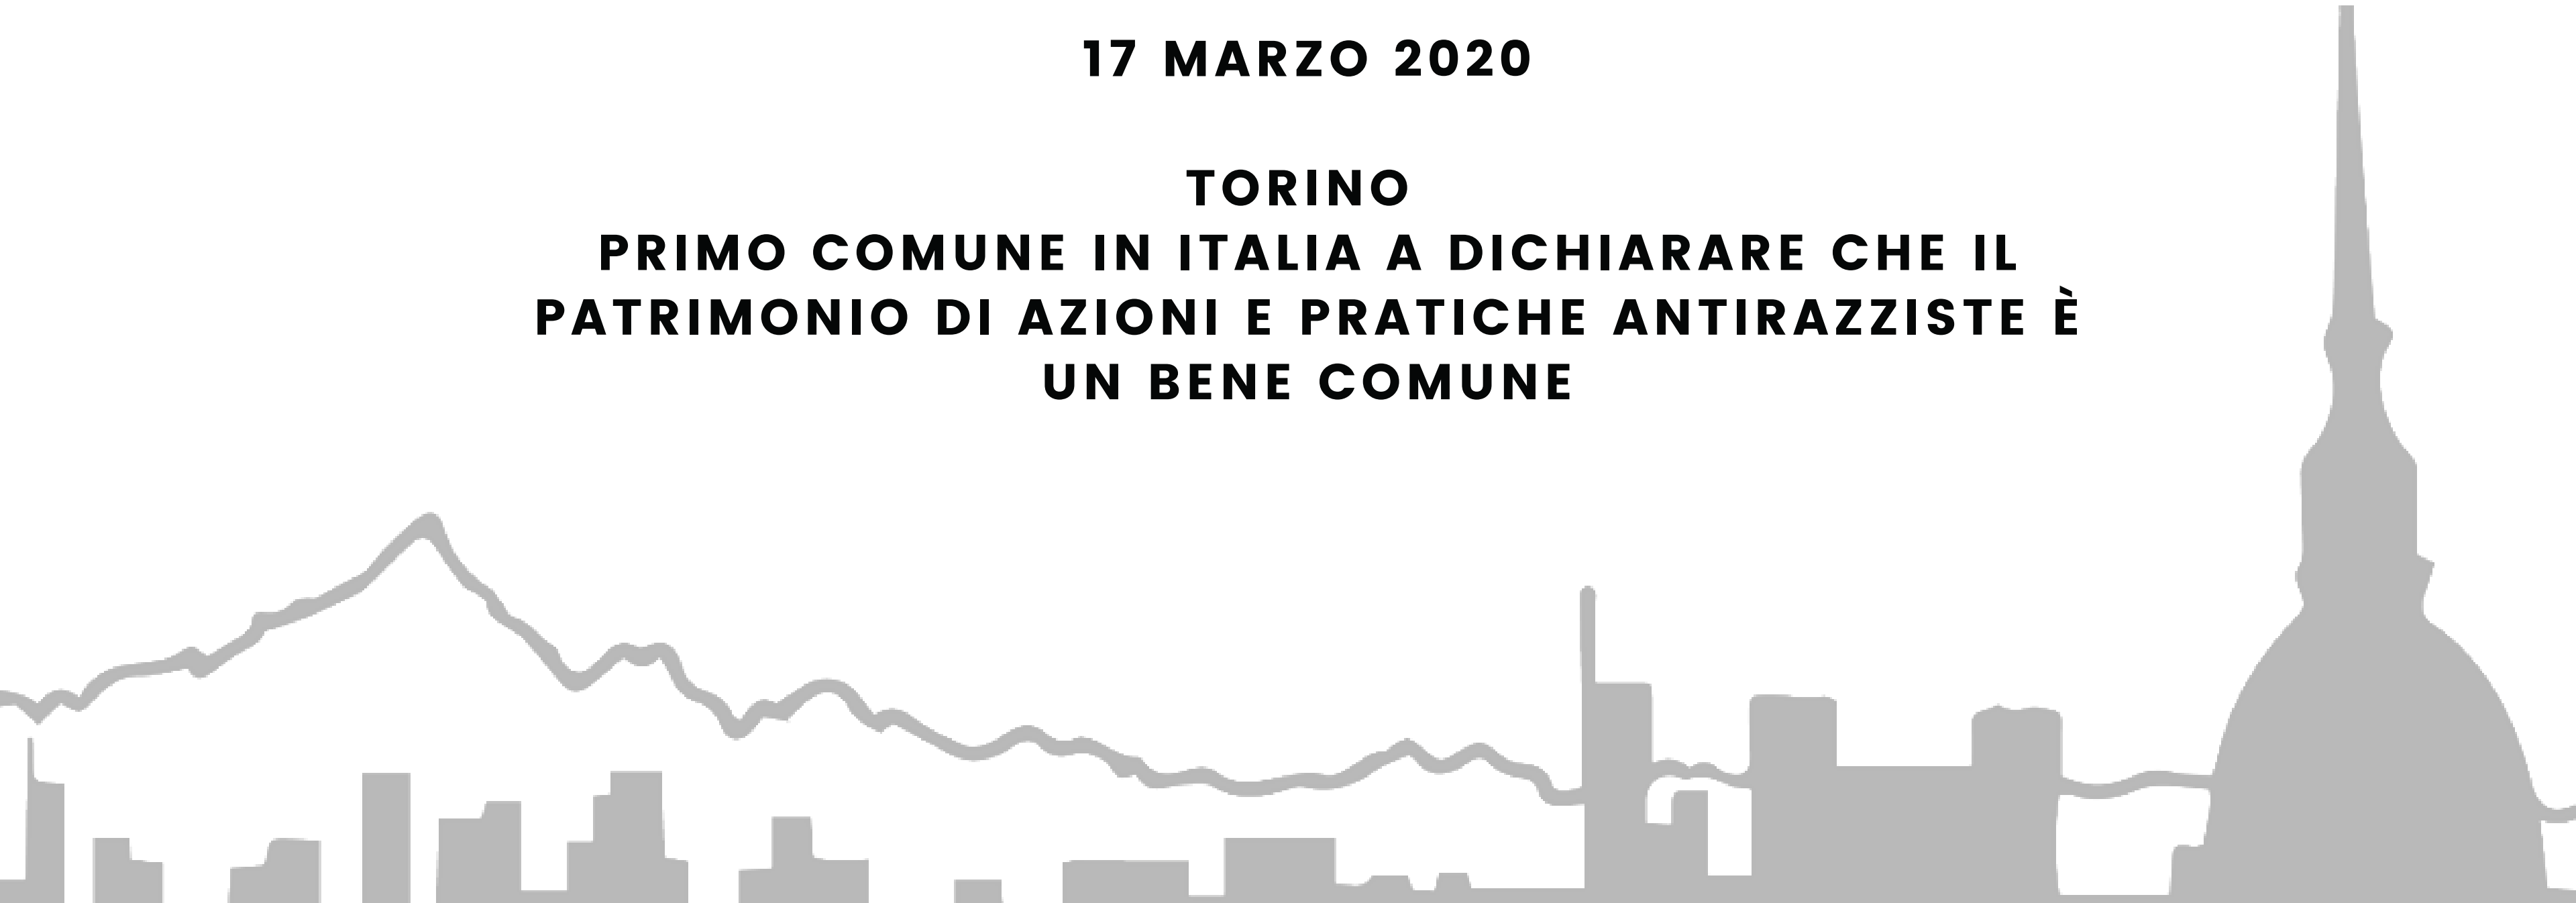 17 MARZO 2020
TORINO
PRIMO COMUNE IN ITALIA A DICHIARARE CHE IL
PATRIMONIO DI AZIONI E PRATICHE ANTIRAZZISTE È
UN BENE COMUNE